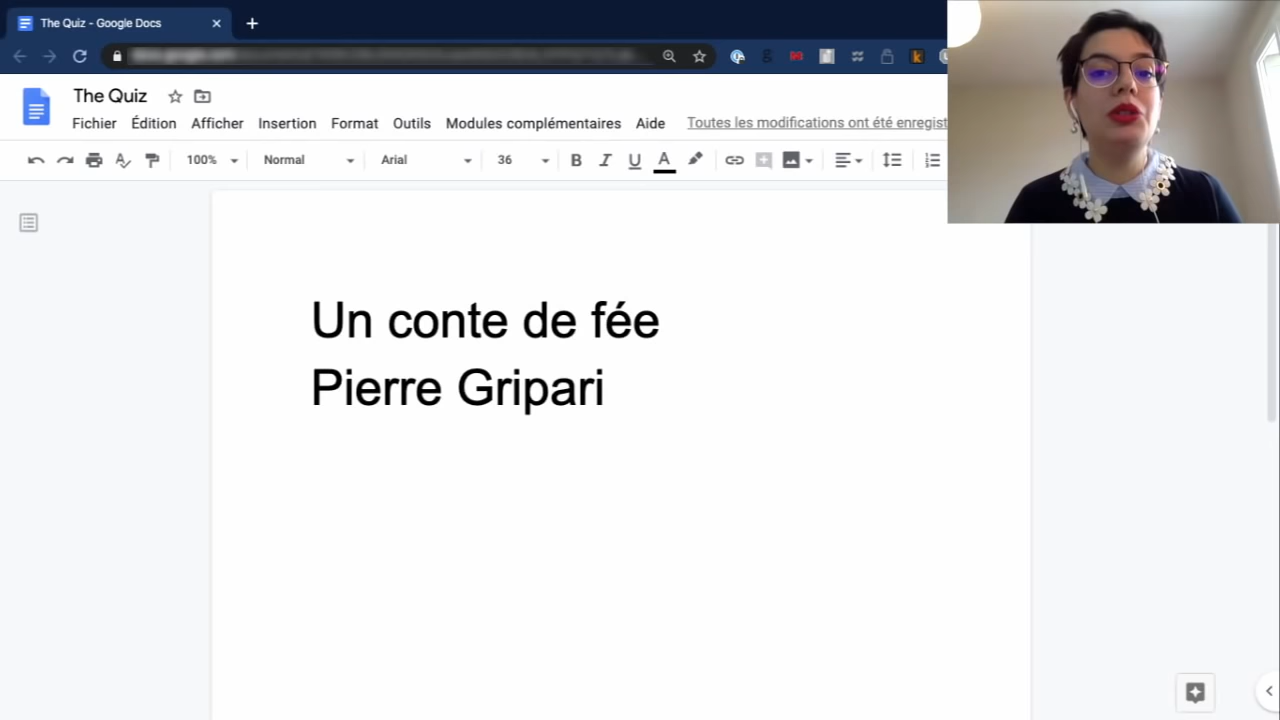 The Quiz - Google Docs
The Quiz
Fichier Édition Afficher Insertion Format Outils Modules complémentaires Aide Toutes les modifications ont été enregist
100% Normal Arial 36 B I U A
Un conte de fée
Pierre Gripari